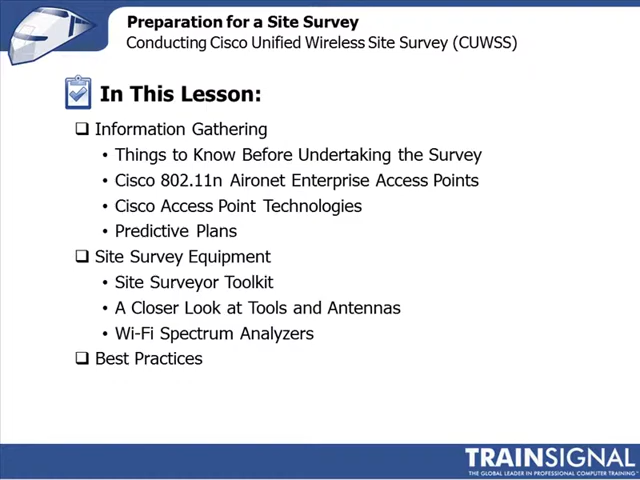 Preparation for a Site Survey
Conducting Cisco Unified Wireless Site Survey (CUWSS)
In This Lesson:
Information Gathering
• Things to Know Before Undertaking the Survey
• Cisco 802.11n Aironet Enterprise Access Points
• Cisco Access Point Technologies
• Predictive Plans
Site Survey Equipment
• Site Surveyor Toolkit
• A Closer Look at Tools and Antennas
• Wi-Fi Spectrum Analyzers
Best Practices
TRAINSIGNAL
THE GLOBAL LEADER IN PROFESSIONAL COMPUTER TRAINING